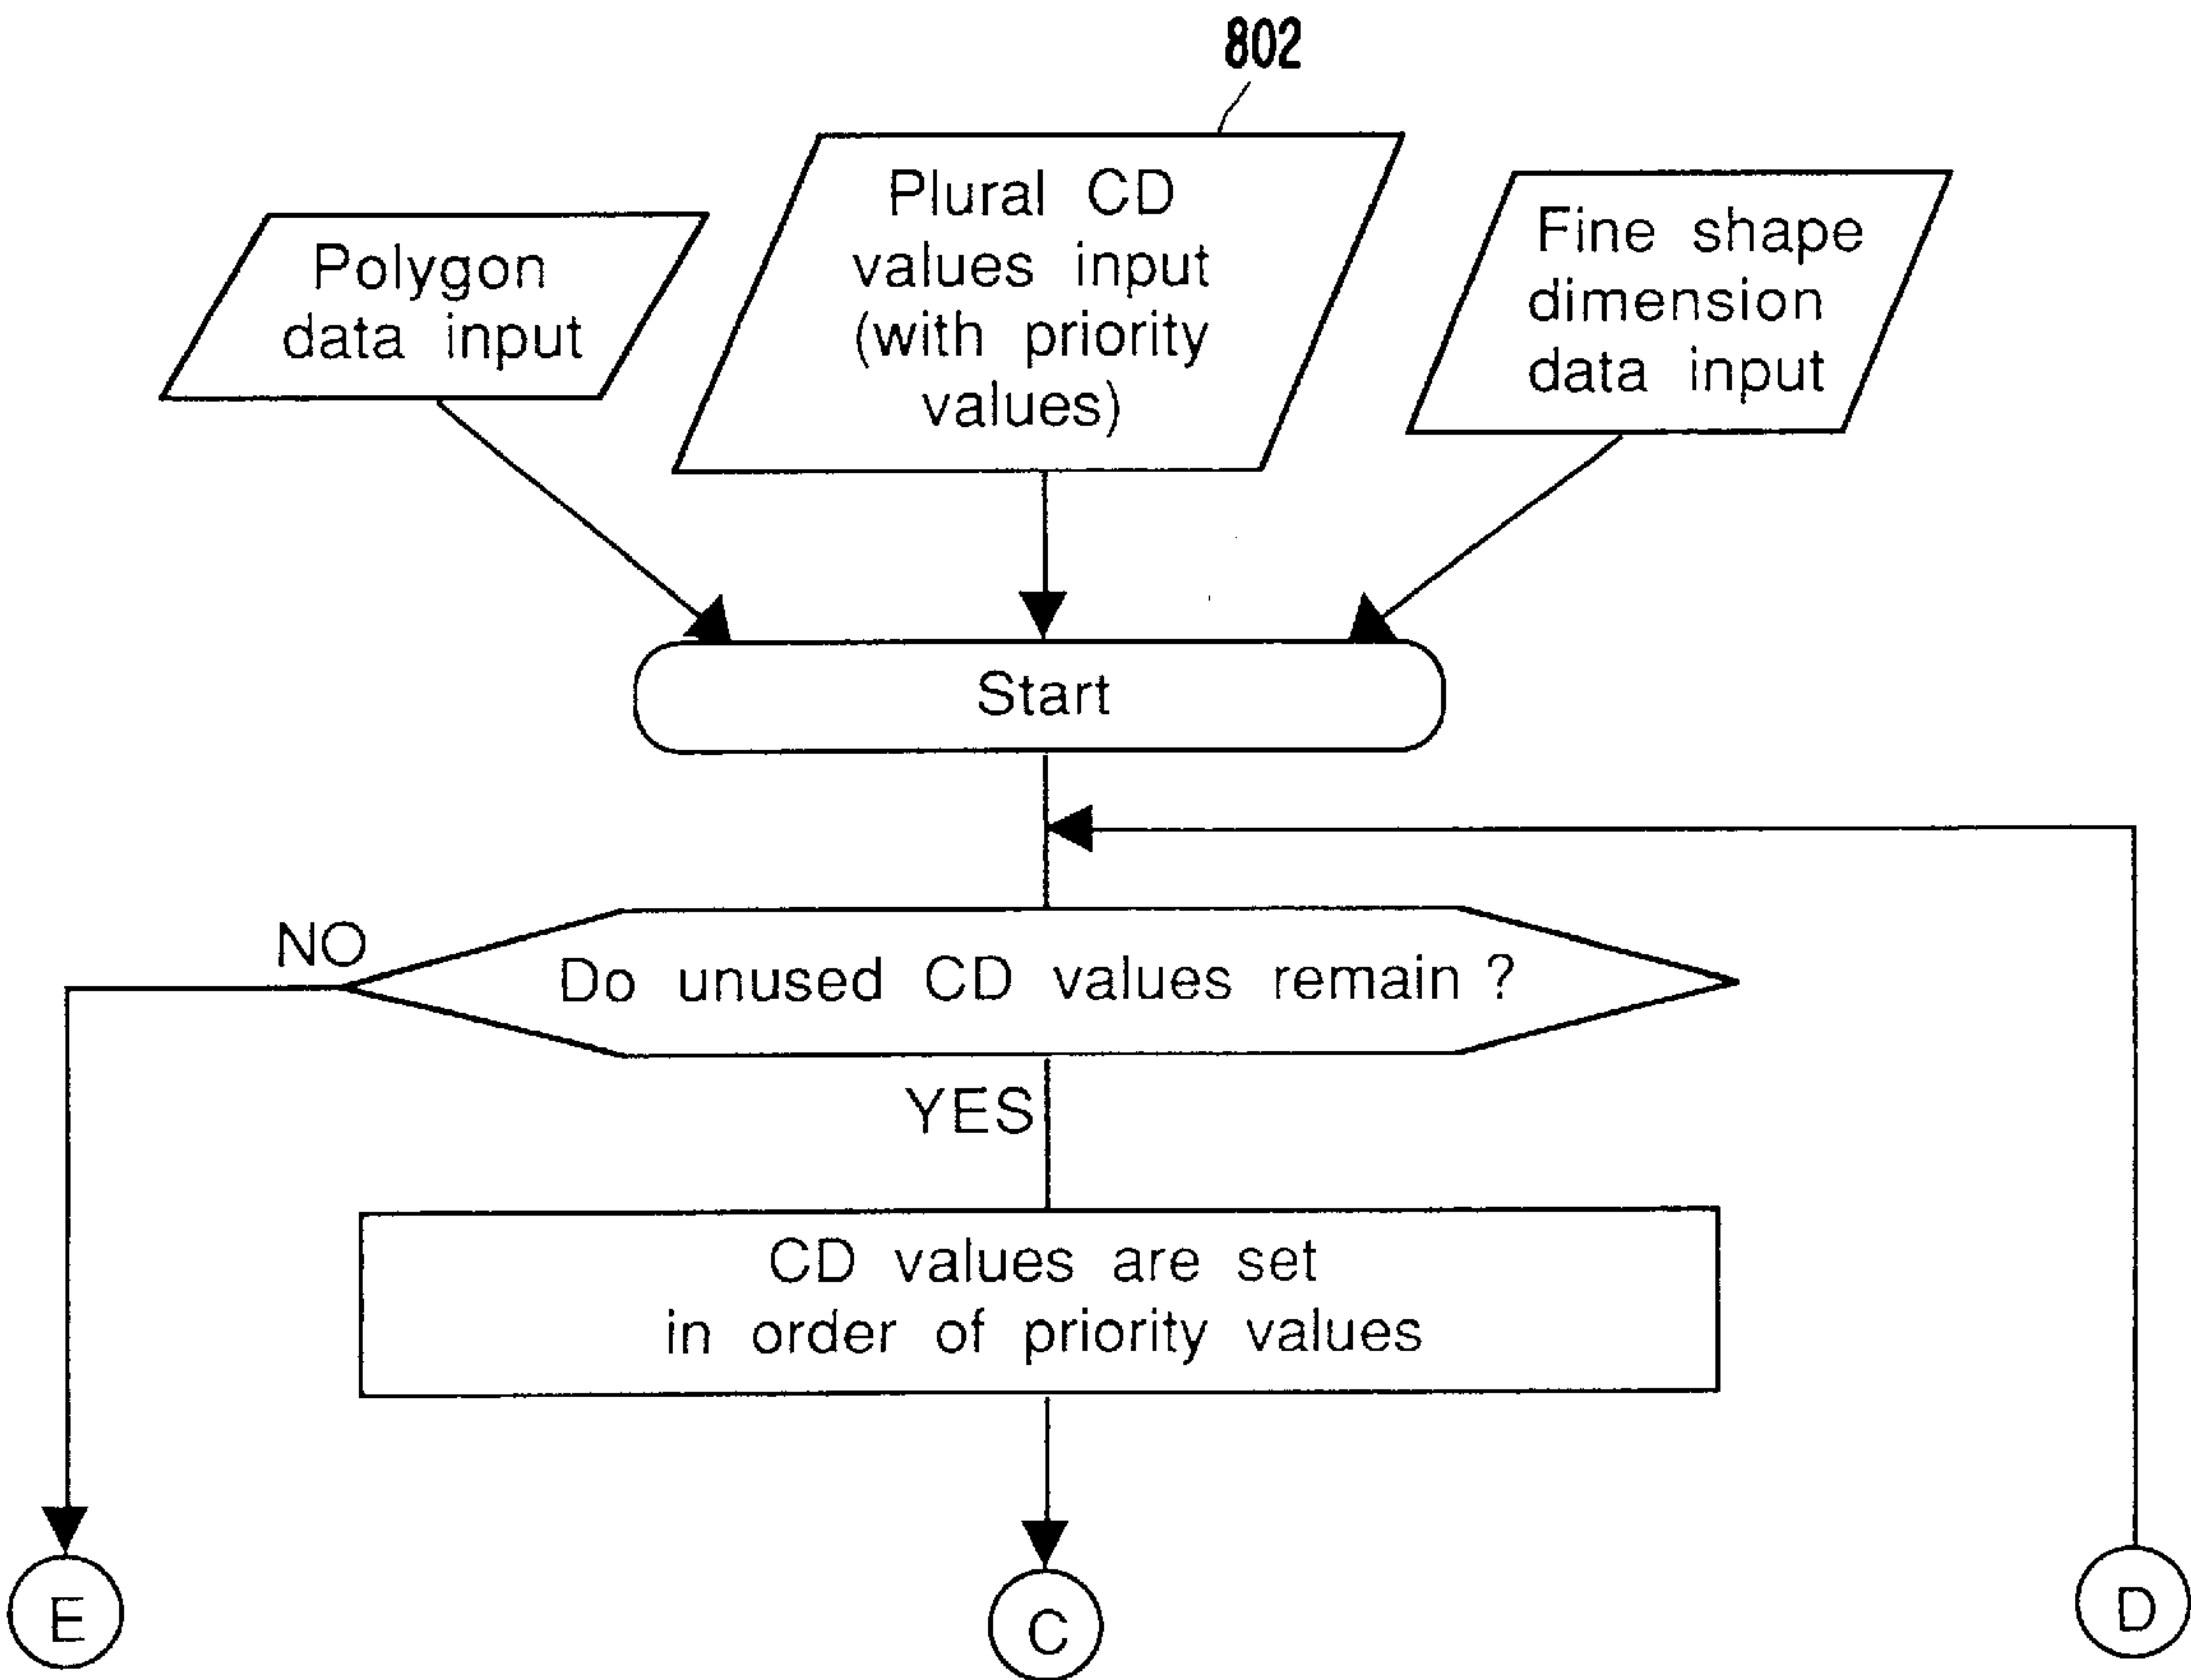 802
Polygon
data input
Plural CD
values input
(with priority
values)
Fine shape
dimension
data input
Start
NO
Do unused CD values remain ?
YES
CD values are set
in order of priority values
E
C
D